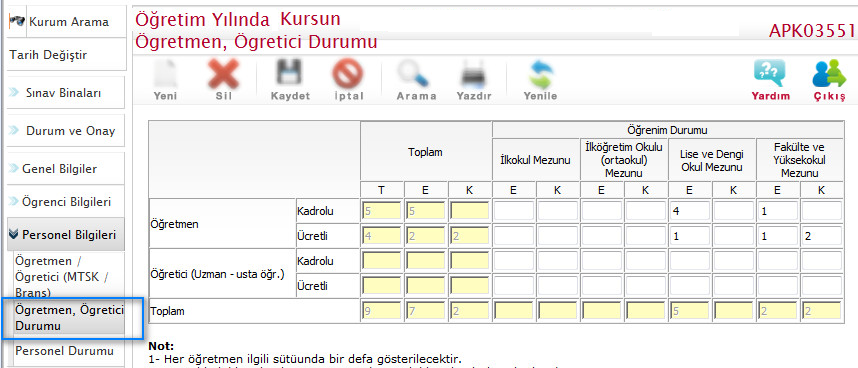 Kurum Arama
Tarih Değiştir
Sınav Binaları
Durum ve Onay
Genel Bilgiler
Öğrenci Bilgileri
Personel Bilgileri
Öğretmen /
Öğretici (MTSK /
Branş)
Öğretmen, Öğretici
Durumu
Personel Durumu
Öğretim Yılında Kursun
Öğretmen, Ögretici Durumu
APK03551
Yeni Sil Kaydet İptal Arama Yazdır Yenile Yardım Çıkış
Öğrenim Durumu
Toplam İlkokul Mezunu İlköğretim Okulu (ortaokul) Mezunu Lise ve Dengi Okul Mezunu Fakülte ve Yüksekokul Mezunu
T E K E K E K E K E K
Öğretmen Kadrolu 5 5 4 1
Ücretli 4 2 2 1 1 2
Öğretici (Uzman - usta öğr.) Kadrolu
Ücretli
Toplam 9 7 2 5 2 2
Not:
1- Her öğretmen ilgili sütüunda bir defa gösterilecektir.